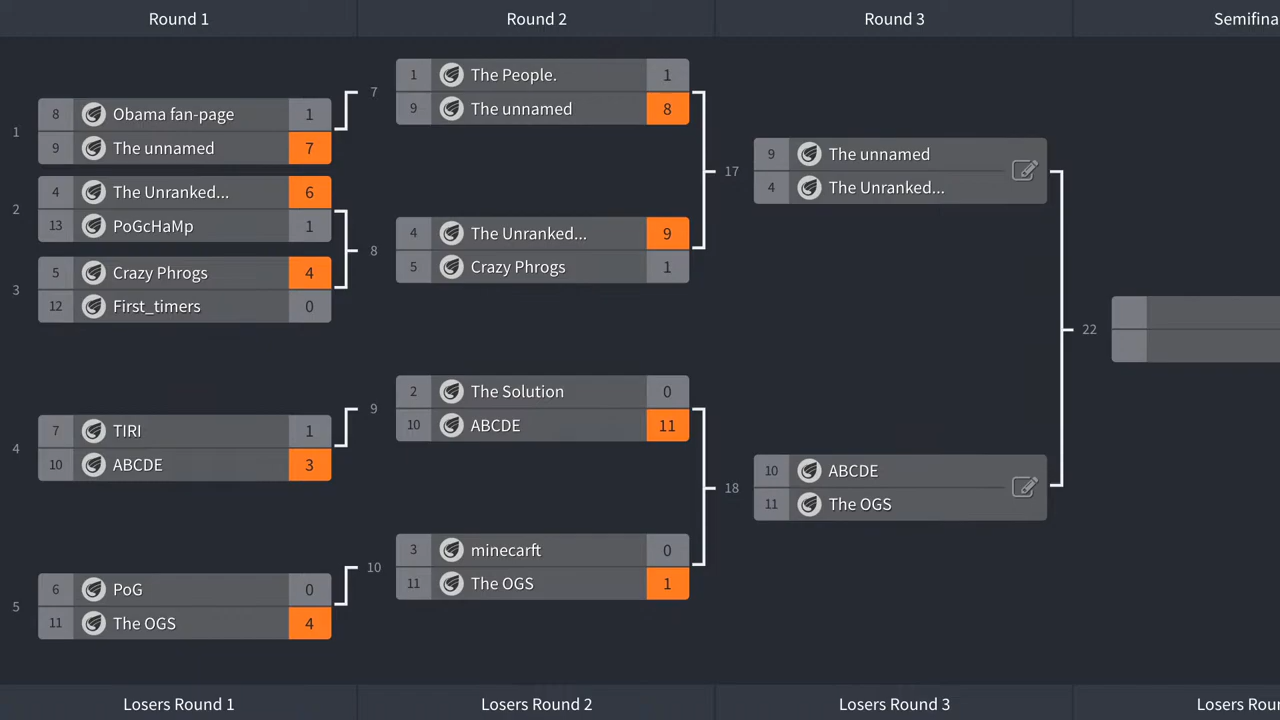 Round 1
Round 2
Round 3
Semifina
1
8 Obama fan-page 1
9 The unnamed 7
2
4 The Unranked... 6
13 PoGcHaMp 1
3
5 Crazy Phrogs 4
12 First_timers 0
4
7 TIRI 1
10 ABCDE 3
5
6 PoG 0
11 The OGS 4
7
1 The People. 1
9 The unnamed 8
8
4 The Unranked... 9
5 Crazy Phrogs 1
9
2 The Solution 0
10 ABCDE 11
10
3 minecarft 0
11 The OGS 1
17
9 The unnamed
4 The Unranked...
18
10 ABCDE
11 The OGS
22
Losers Round 1
Losers Round 2
Losers Round 3
Losers Rou